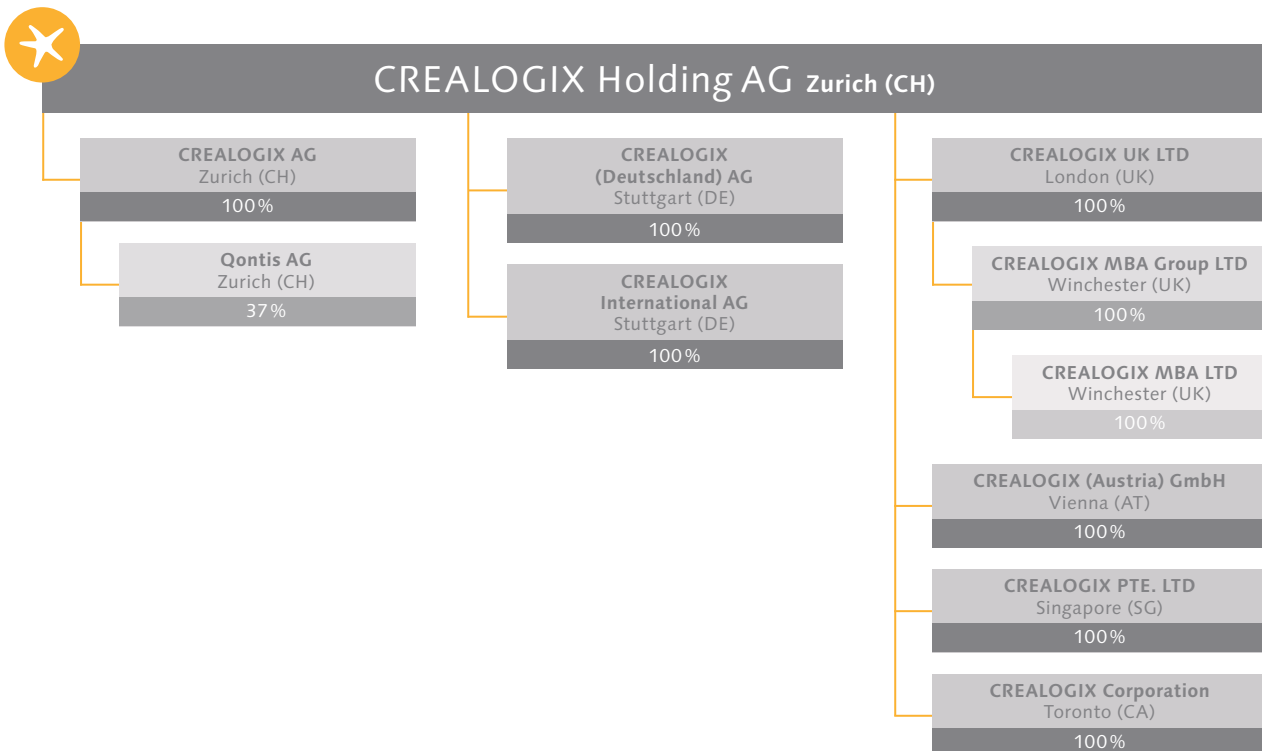 CREALOGIX Holding AG Zurich (CH)
CREALOGIX AG
Zurich (CH)
100%
Qontis AG
Zurich (CH)
37%
CREALOGIX
(Deutschland) AG
Stuttgart (DE)
100%
CREALOGIX
International AG
Stuttgart (DE)
100%
CREALOGIX UK LTD
London (UK)
100%
CREALOGIX MBA Group LTD
Winchester (UK)
100%
CREALOGIX MBA LTD
Winchester (UK)
100%
CREALOGIX (Austria) GmbH
Vienna (AT)
100%
CREALOGIX PTE. LTD
Singapore (SG)
100%
CREALOGIX Corporation
Toronto (CA)
100%